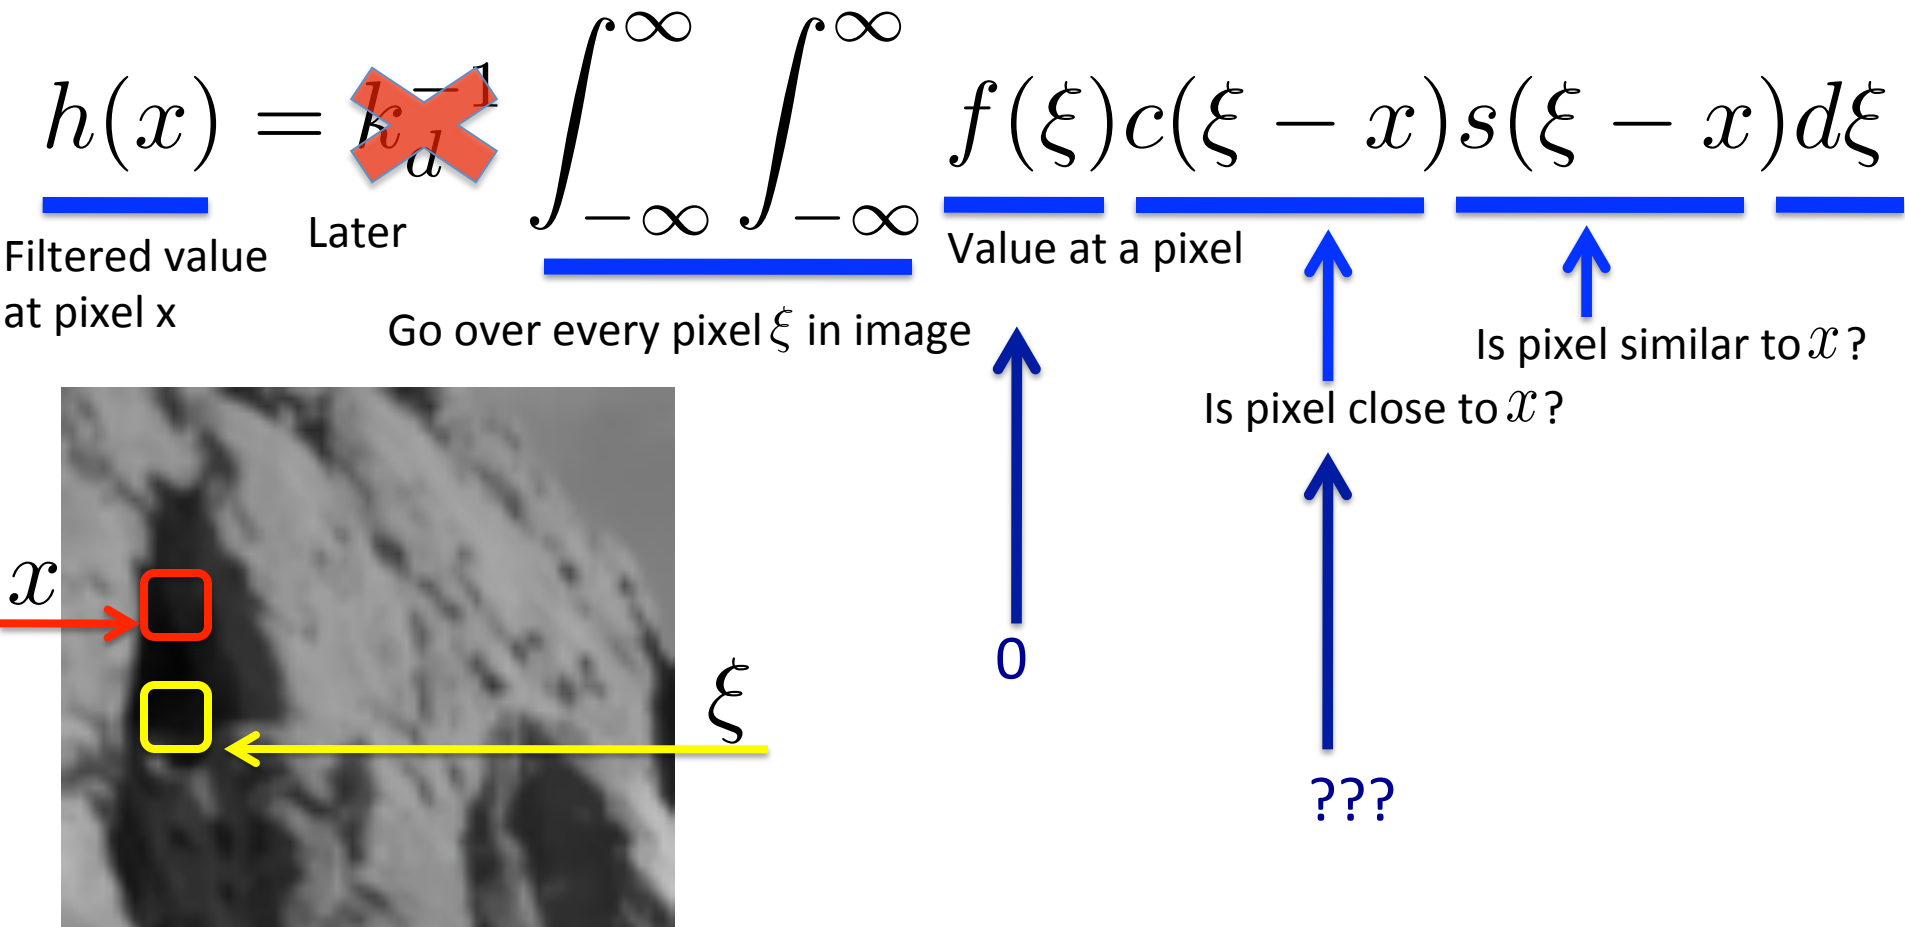 h(x) = k_d^{-1} ∫_{-∞}^{∞} ∫_{-∞}^{∞} f(ξ)c(ξ − x)s(ξ − x)dξ
Filtered value
at pixel x
Later
Go over every pixel ξ in image
Value at a pixel
Is pixel close to x?
Is pixel similar to x?
x
ξ
0
???